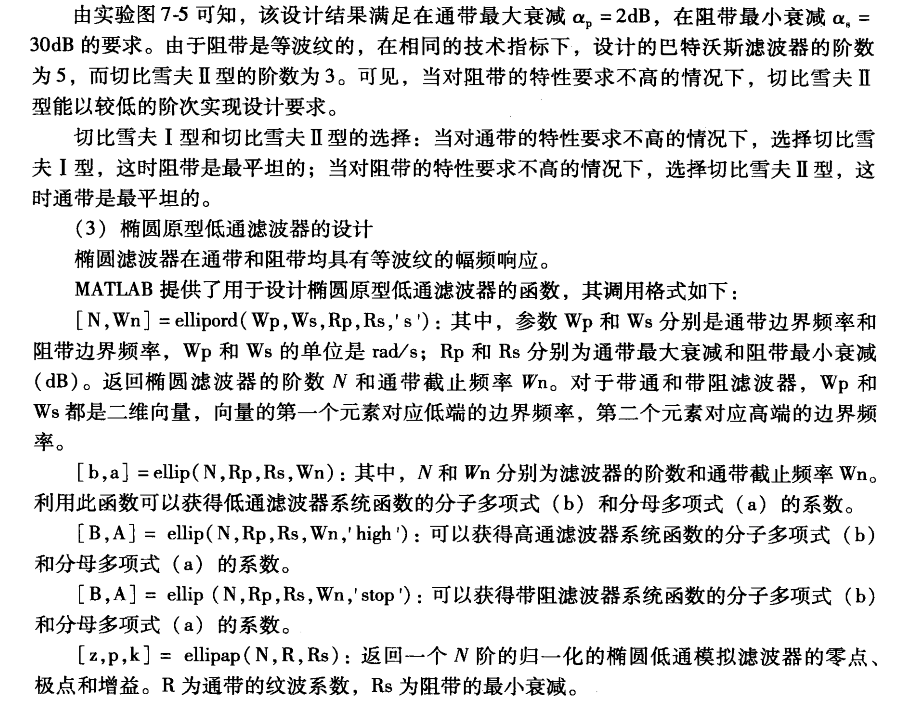 由实验图7-5可知，该设计结果满足在通带最大衰减 αp =2dB，在阻带最小衰减 αs =
30dB 的要求。由于阻带是等波纹的，在相同的技术指标下，设计的巴特沃斯滤波器的阶数
为5，而切比雪夫Ⅱ型的阶数为3。可见，当对阻带的特性要求不高的情况下，切比雪夫Ⅱ
型能以较低的阶次实现设计要求。
切比雪夫Ⅰ型和切比雪夫Ⅱ型的选择：当对通带的特性要求不高的情况下，选择切比雪
夫Ⅰ型，这时阻带是最平坦的；当对阻带的特性要求不高的情况下，选择切比雪夫Ⅱ型，这
时通带是最平坦的。
（3）椭圆原型低通滤波器的设计
椭圆滤波器在通带和阻带均具有等波纹的幅频响应。
MATLAB 提供了用于设计椭圆原型低通滤波器的函数，其调用格式如下：
[N,Wn]=ellipord(Wp,Ws,Rp,Rs,'s')：其中，参数 Wp 和 Ws 分别是通带边界频率和
阻带边界频率，Wp 和 Ws 的单位是 rad/s；Rp 和 Rs 分别为通带最大衰减和阻带最小衰减
（dB）。返回椭圆滤波器的阶数 N 和通带截止频率 Wn。对于带通和带阻滤波器，Wp 和
Ws 都是二维向量，向量的第一个元素对应低端的边界频率，第二个元素对应高端的边界频
率。
[b,a]=ellip(N,Rp,Rs,Wn)：其中，N 和 Wn 分别为滤波器的阶数和通带截止频率 Wn。
利用此函数可以获得低通滤波器系统函数的分子多项式（b）和分母多项式（a）的系数。
[B,A]= ellip(N,Rp,Rs,Wn,'high')：可以获得高通滤波器系统函数的分子多项式（b）
和分母多项式（a）的系数。
[B,A]= ellip (N,Rp,Rs,Wn,'stop')：可以获得带阻滤波器系统函数的分子多项式（b）
和分母多项式（a）的系数。
[z,p,k]= ellipap(N,R,Rs)：返回一个 N 阶的归一化的椭圆低通模拟滤波器的零点、
极点和增益。R 为通带的纹波系数，Rs 为阻带的最小衰减。